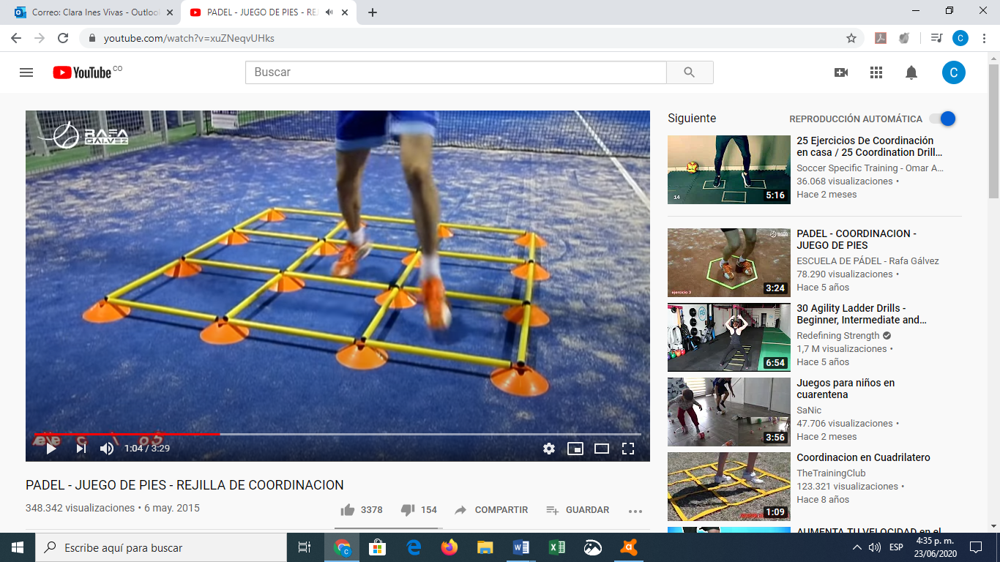 Correo: Clara Ines Vivas - Outlool
PADEL - JUEGO DE PIES - RE
youtube.com/watch?v=xuZNeqvUHks
C
YouTube CO
Buscar
C
RAFA
GALVEZ
1:04 / 3:29
PADEL - JUEGO DE PIES - REJILLA DE COORDINACION
348.342 visualizaciones • 6 may. 2015
3378
154
COMPARTIR
GUARDAR
Siguiente
REPRODUCCIÓN AUTOMÁTICA
14
5:16
25 Ejercicios De Coordinación
en casa / 25 Coordination Drill…
Soccer Specific Training - Omar A…
36.068 visualizaciones •
Hace 2 meses
ejercicio 3
3:24
PADEL - COORDINACION -
JUEGO DE PIES
ESCUELA DE PÁDEL - Rafa Gálvez
78.290 visualizaciones •
Hace 5 años
6:54
30 Agility Ladder Drills -
Beginner, Intermediate and…
Redefining Strength
1,7 M visualizaciones •
Hace 5 años
3:56
Juegos para niños en
cuarentena
SaNic
47.706 visualizaciones •
Hace 2 meses
1:09
Coordinacion en Cuadrilatero
TheTrainingClub
123.321 visualizaciones •
Hace 8 años
AUMENTA TU VELOCIDAD en el
Escribe aquí para buscar
ESP
4:35 p. m.
23/06/2020